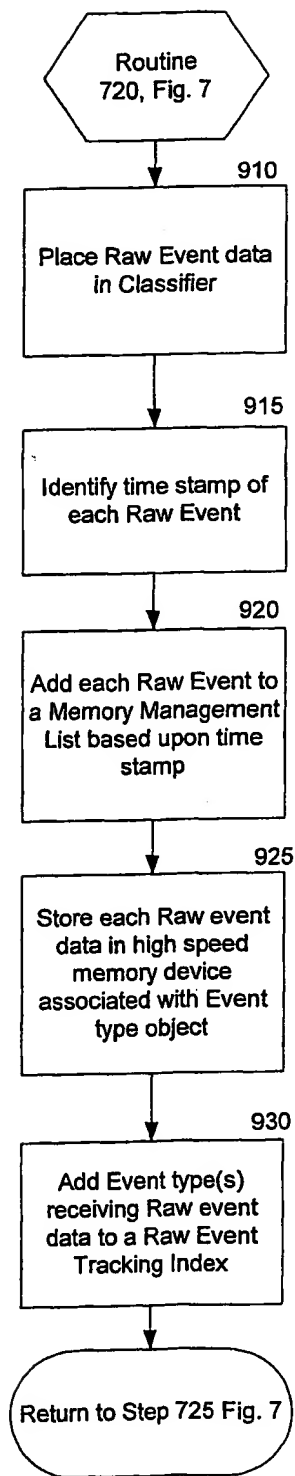 Routine
720, Fig. 7
910
Place Raw Event data
in Classifier
915
Identify time stamp of
each Raw Event
920
Add each Raw Event to
a Memory Management
List based upon time
stamp
925
Store each Raw event
data in high speed
memory device
associated with Event
type object
930
Add Event type(s)
receiving Raw event
data to a Raw Event
Tracking Index
Return to Step 725 Fig. 7